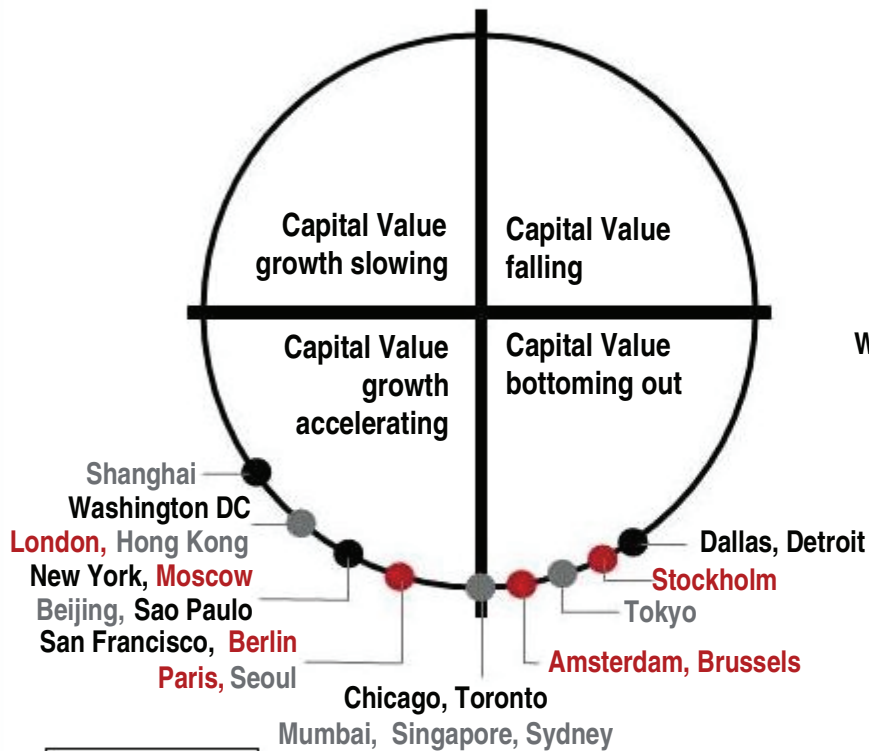 Capital Value
growth slowing
Capital Value
falling
Capital Value
growth
accelerating
Capital Value
bottoming out
W
Shanghai
Washington DC
London, Hong Kong
New York, Moscow
Beijing, Sao Paulo
San Francisco, Berlin
Paris, Seoul
Chicago, Toronto
Mumbai, Singapore, Sydney
Amsterdam, Brussels
Tokyo
Stockholm
Dallas, Detroit